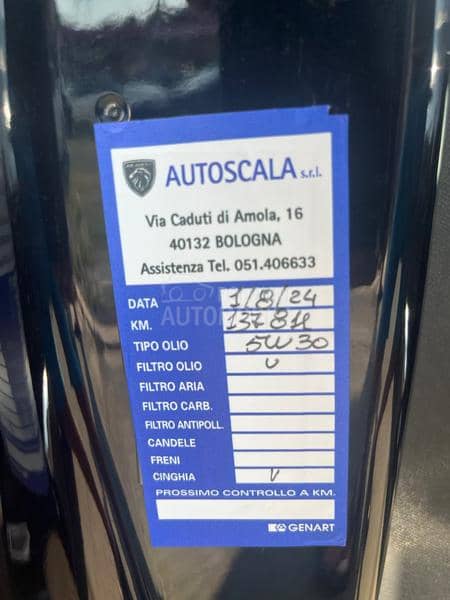 AUTOSCALA s.r.l.
Via Caduti di Amola, 16
40132 BOLOGNA
Assistenza Tel. 051.406633
DATA 1/8/24
KM. 137811
TIPO OLIO 5W30
FILTRO OLIO V
FILTRO ARIA
FILTRO CARB.
FILTRO ANTIPOLL.
CANDELE
FRENI
CINGHIA V
PROSSIMO CONTROLLO A KM.
GENART